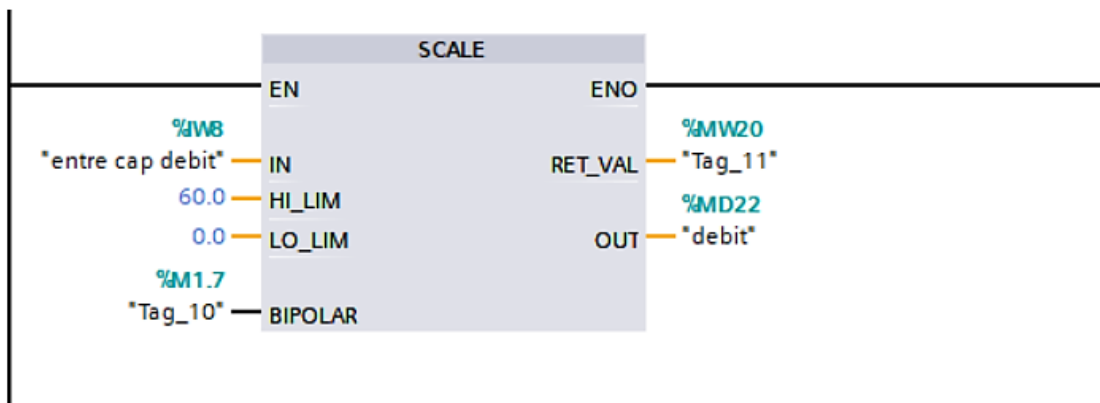 SCALE
EN ENO
%IW8 %MW20
"entre cap debit" IN RET_VAL "Tag_11"
60.0 HI_LIM %MD22
0.0 LO_LIM OUT "debit"
%M1.7
"Tag_10" BIPOLAR